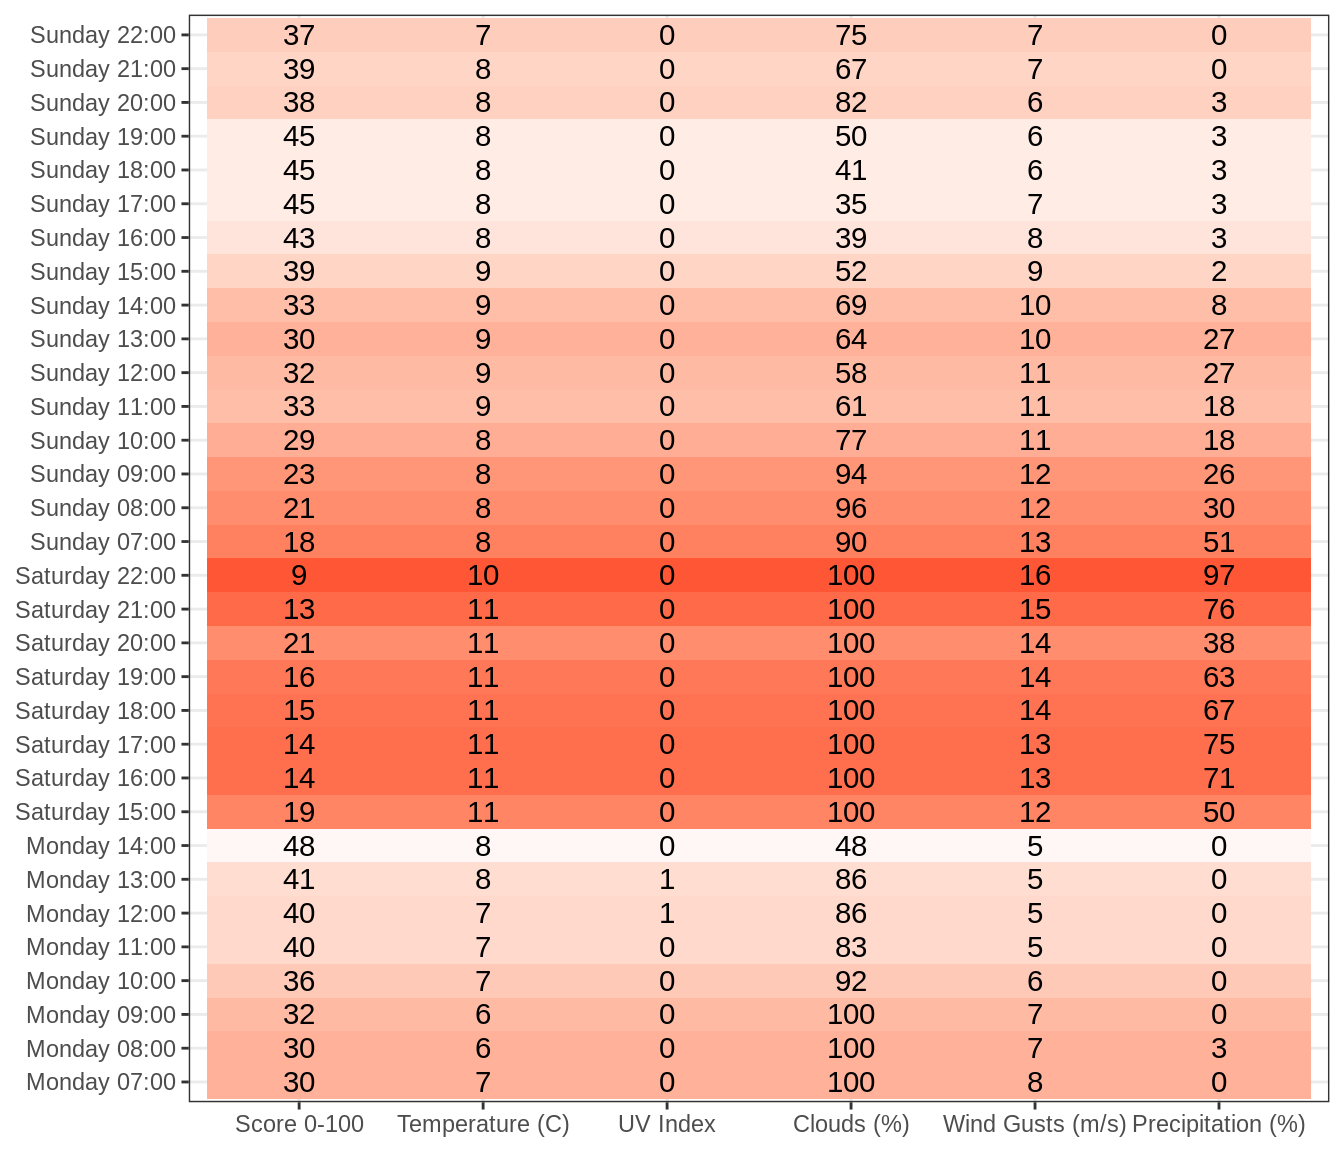 Sunday 22:00 37 7 0 75 7 0
Sunday 21:00 39 8 0 67 7 0
Sunday 20:00 38 8 0 82 6 3
Sunday 19:00 45 8 0 50 6 3
Sunday 18:00 45 8 0 41 6 3
Sunday 17:00 45 8 0 35 7 3
Sunday 16:00 43 8 0 39 8 3
Sunday 15:00 39 9 0 52 9 2
Sunday 14:00 33 9 0 69 10 8
Sunday 13:00 30 9 0 64 10 27
Sunday 12:00 32 9 0 58 11 27
Sunday 11:00 33 9 0 61 11 18
Sunday 10:00 29 8 0 77 11 18
Sunday 09:00 23 8 0 94 12 26
Sunday 08:00 21 8 0 96 12 30
Sunday 07:00 18 8 0 90 13 51
Saturday 22:00 9 10 0 100 16 97
Saturday 21:00 13 11 0 100 15 76
Saturday 20:00 21 11 0 100 14 38
Saturday 19:00 16 11 0 100 14 63
Saturday 18:00 15 11 0 100 14 67
Saturday 17:00 14 11 0 100 13 75
Saturday 16:00 14 11 0 100 13 71
Saturday 15:00 19 11 0 100 12 50
Monday 14:00 48 8 0 48 5 0
Monday 13:00 41 8 1 86 5 0
Monday 12:00 40 7 1 86 5 0
Monday 11:00 40 7 0 83 5 0
Monday 10:00 36 7 0 92 6 0
Monday 09:00 32 6 0 100 7 0
Monday 08:00 30 6 0 100 7 3
Monday 07:00 30 7 0 100 8 0
Score 0-100 Temperature (C) UV Index Clouds (%) Wind Gusts (m/s) Precipitation (%)